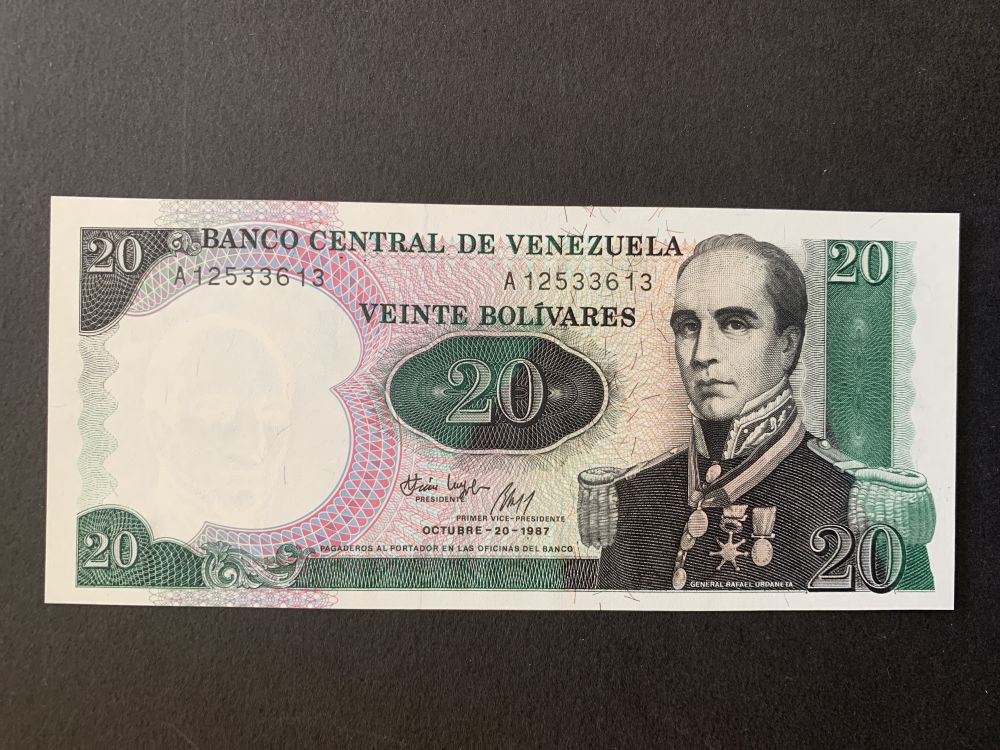 20 BANCO CENTRAL DE VENEZUELA 20
A12533613 A12533613
VEINTE BOLÍVARES
20
PRESIDENTE
PRIMER VICE-PRESIDENTE
OCTUBRE-20-1987
20 PAGADEROS AL PORTADOR EN LAS OFICINAS DEL BANCO 20
GENERAL RAFAEL URDANETA